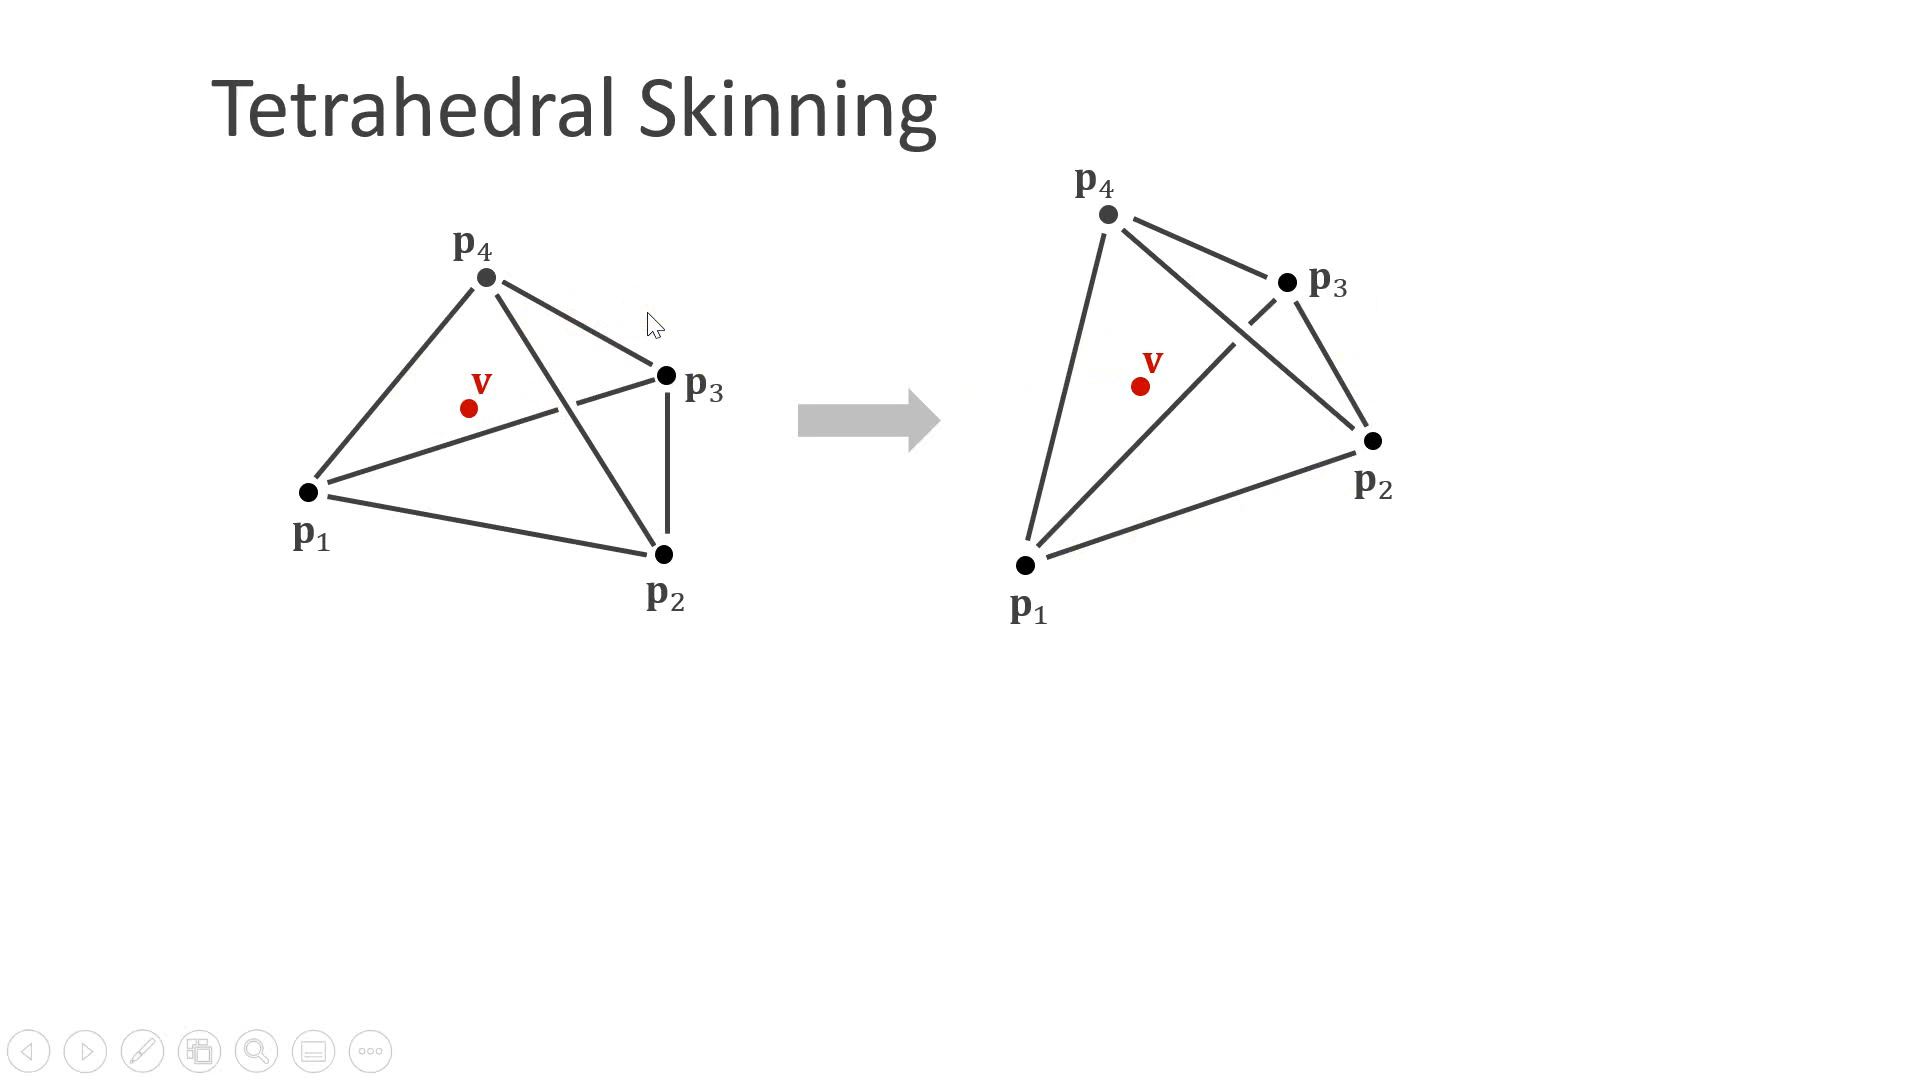 Tetrahedral Skinning
p₄
v
p₃
p₁
p₂
p₄
p₃
v
p₂
p₁